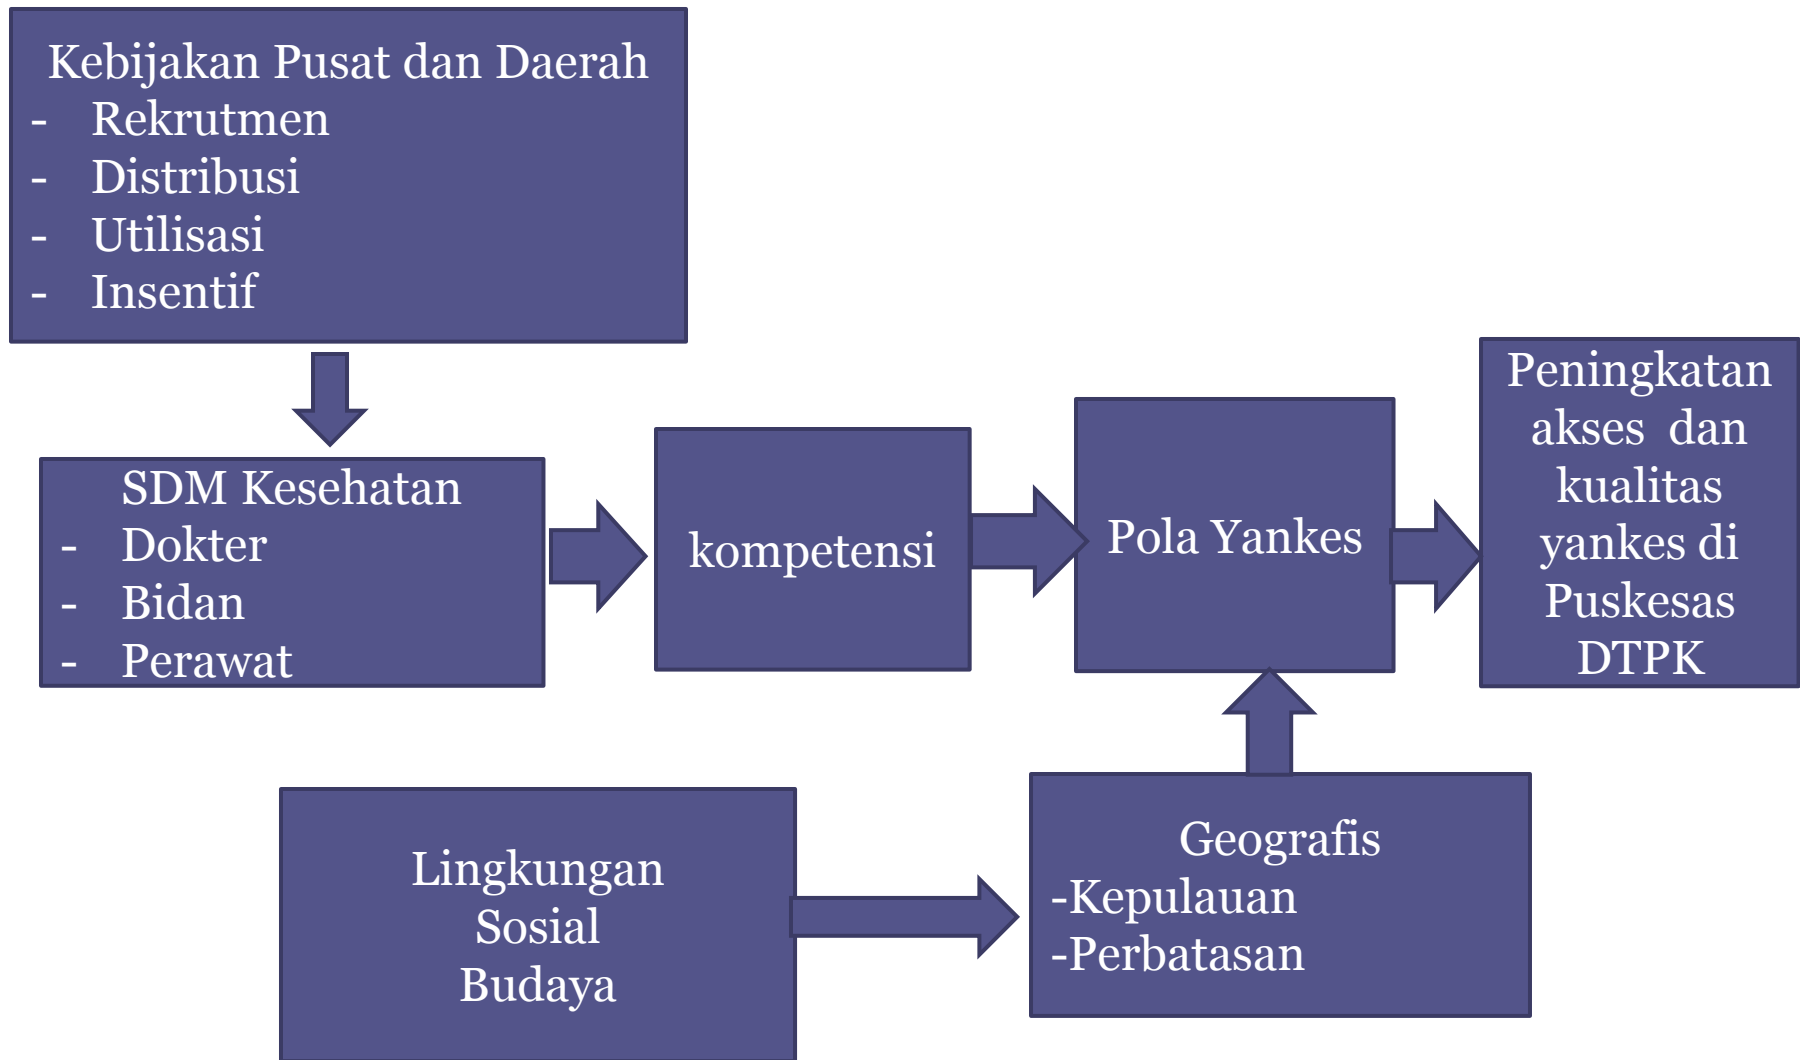 Kebijakan Pusat dan Daerah
- Rekrutmen
- Distribusi
- Utilisasi
- Insentif
SDM Kesehatan
- Dokter
- Bidan
- Perawat
kompetensi
Pola Yankes
Peningkatan
akses dan
kualitas
yankes di
Puskesas
DTPK
Lingkungan
Sosial
Budaya
Geografis
-Kepulauan
-Perbatasan